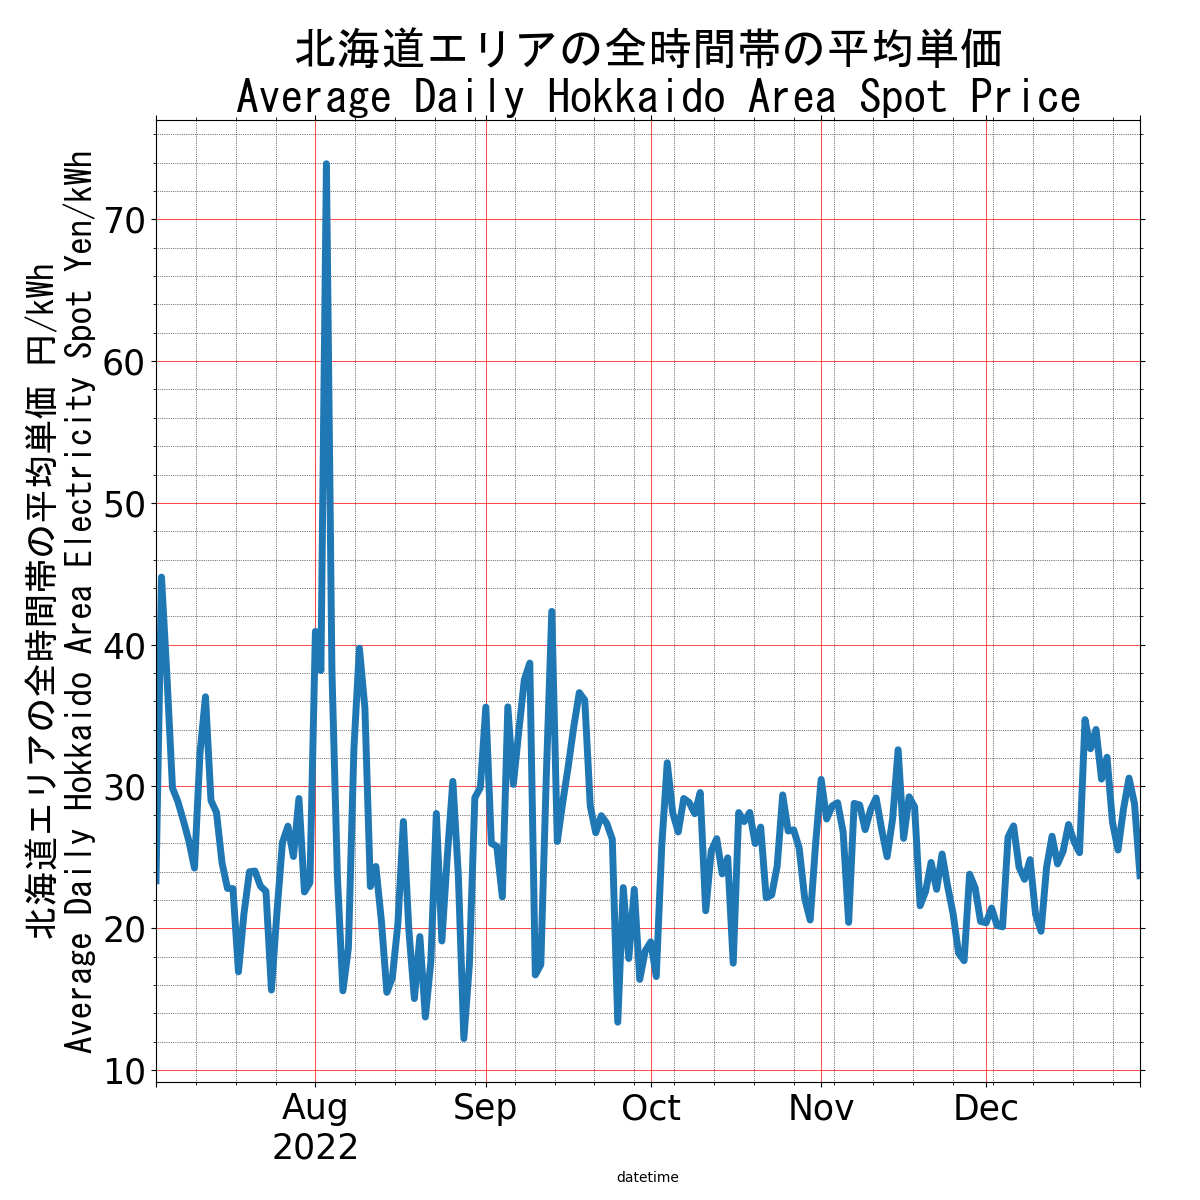 北海道エリアの全時間帯の平均単価
Average Daily Hokkaido Area Spot Price
北海道エリアの全時間帯の平均単価 円/kWh
Average Daily Hokkaido Area Electricity Spot Yen/kWh
70
60
50
40
30
20
10
Aug
2022
Sep
Oct
Nov
Dec
datetime